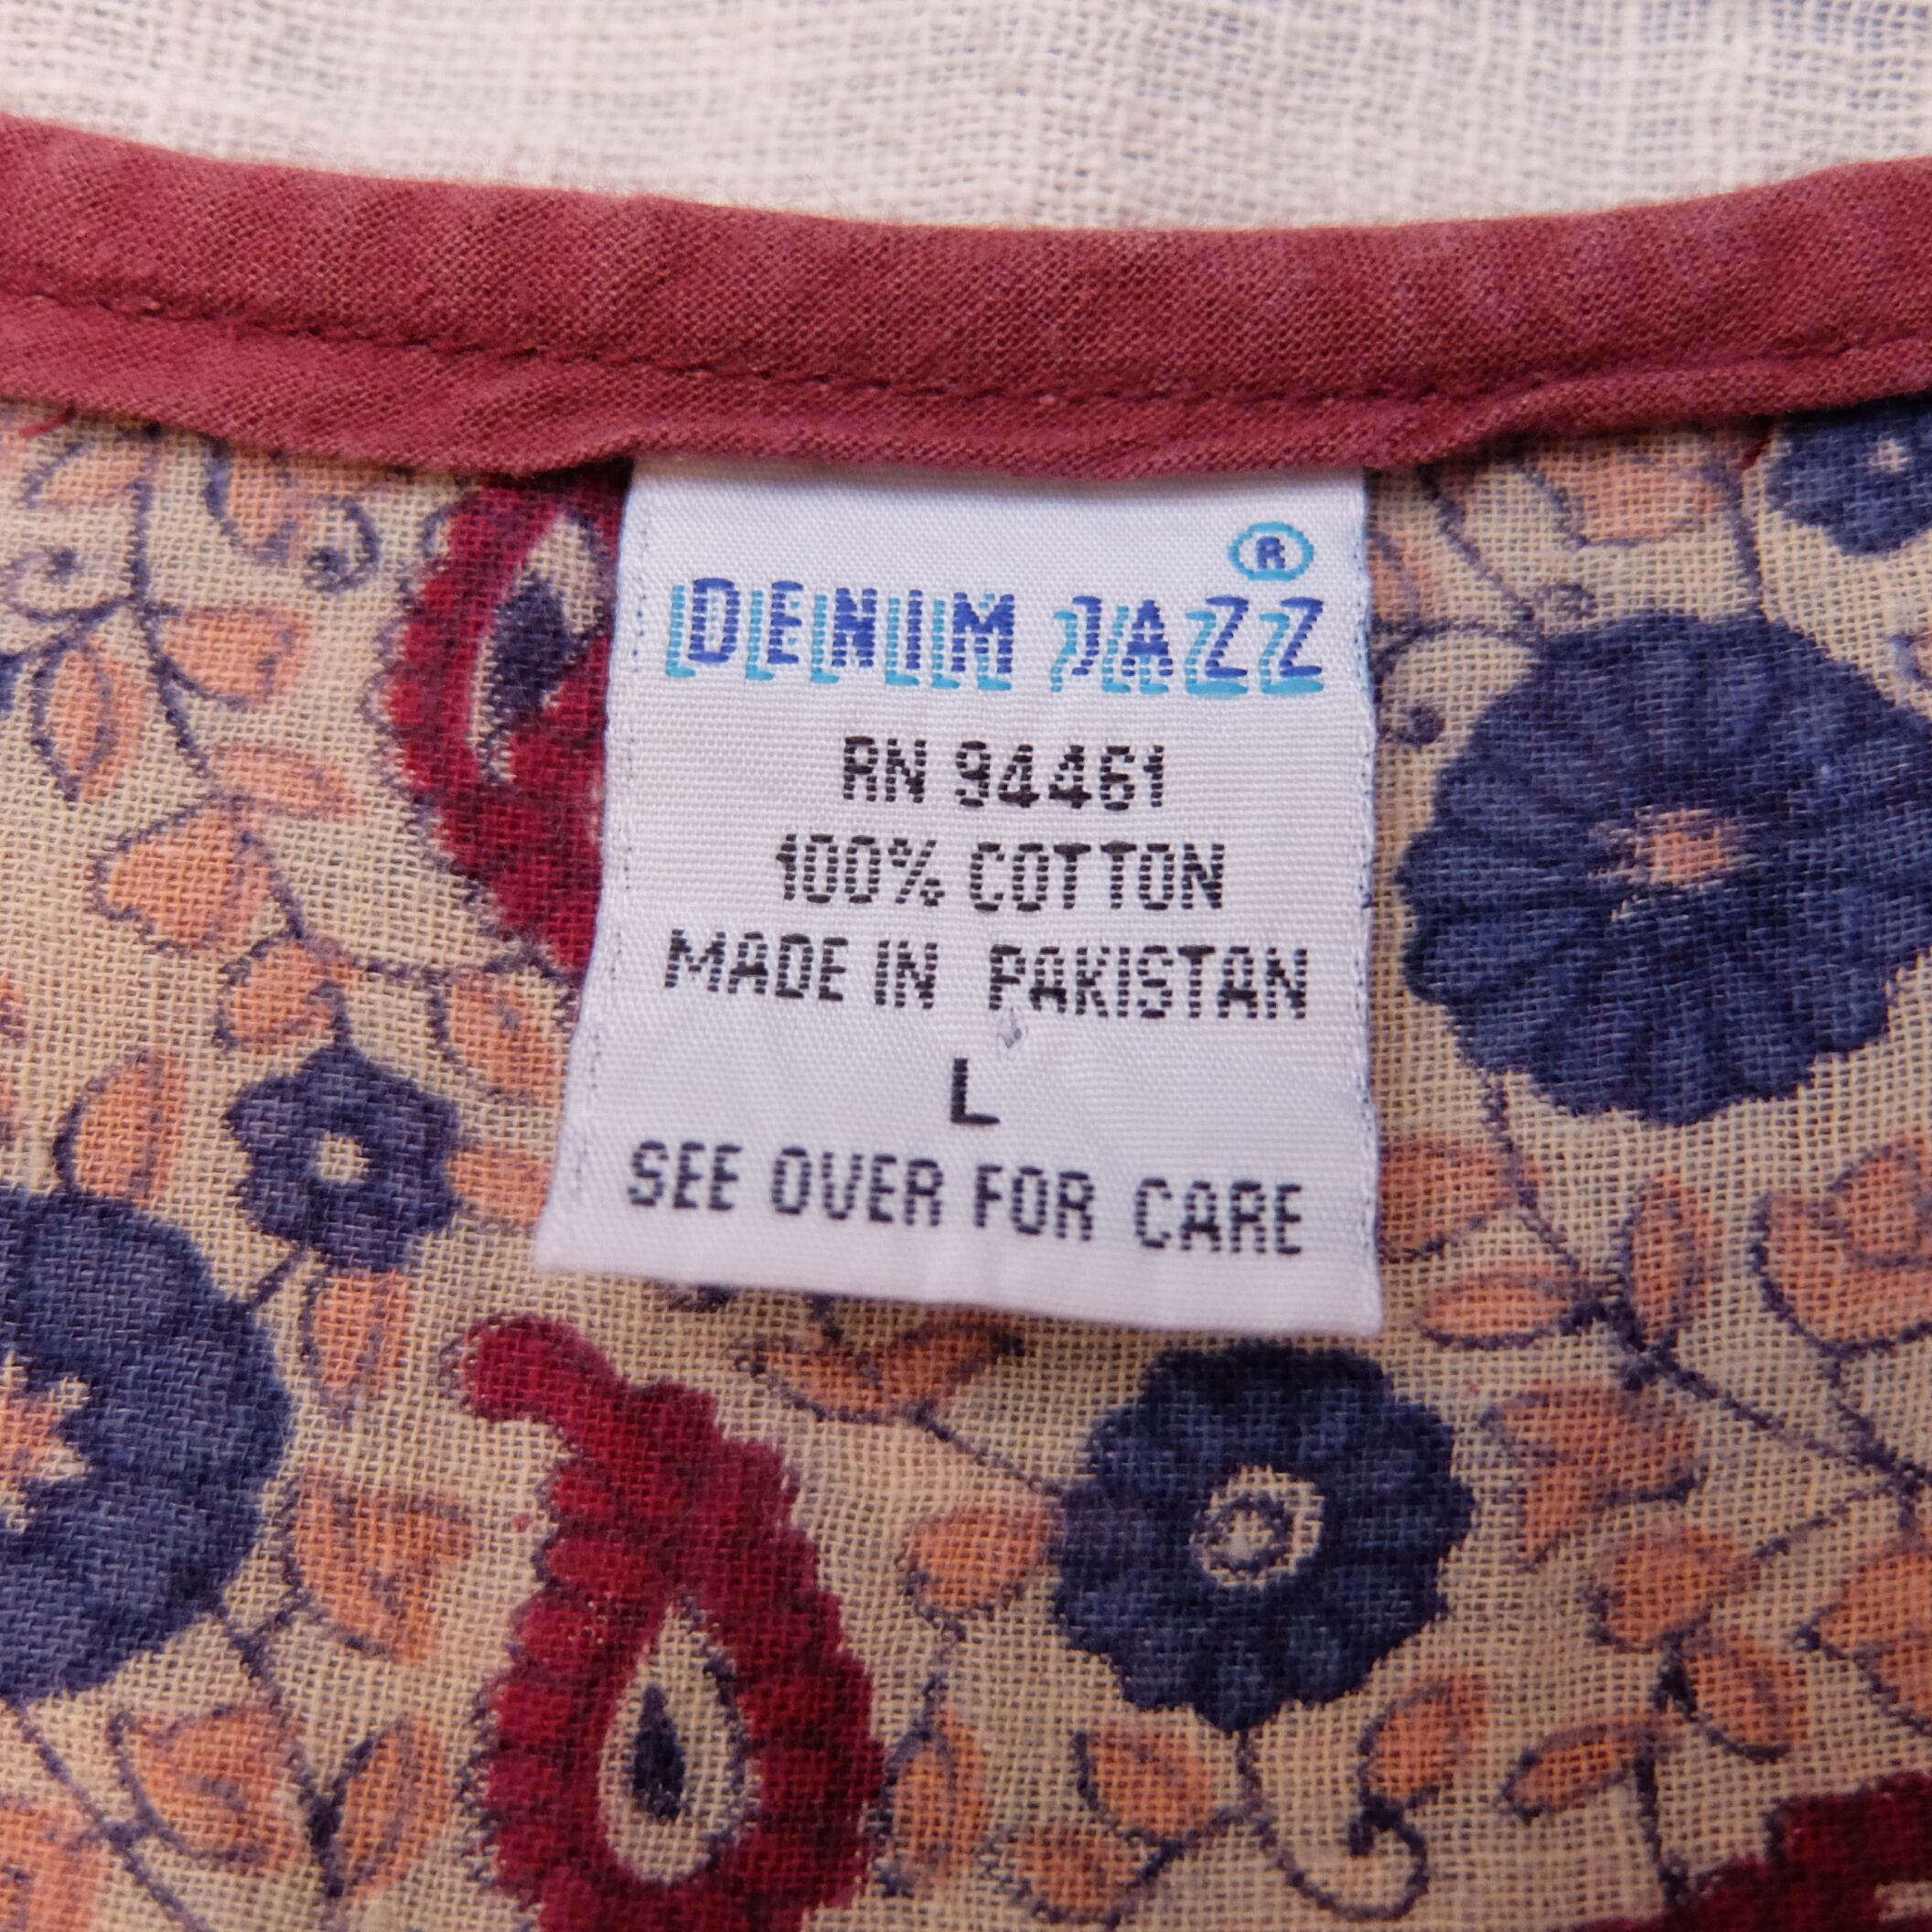 ®
DENIM JAZZ
RN 94461
100% COTTON
MADE IN PAKISTAN
L
SEE OVER FOR CARE